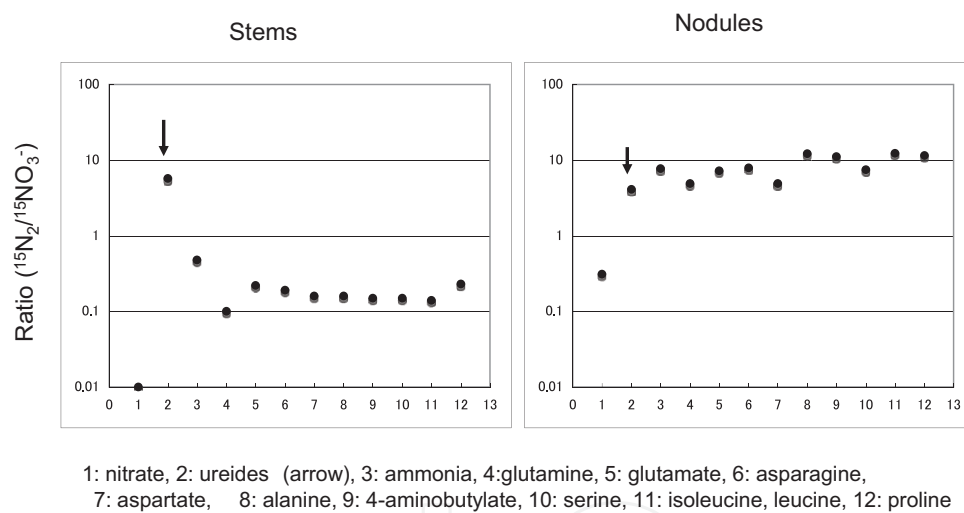 Stems
Nodules
Ratio (¹⁵N₂/¹⁵NO₃⁻)
100
10
1
0.1
0.01
0 1 2 3 4 5 6 7 8 9 10 11 12 13
100
10
1
0.1
0.01
0 1 2 3 4 5 6 7 8 9 10 11 12 13
1: nitrate, 2: ureides (arrow), 3: ammonia, 4:glutamine, 5: glutamate, 6: asparagine,
7: aspartate, 8: alanine, 9: 4-aminobutylate, 10: serine, 11: isoleucine, leucine, 12: proline